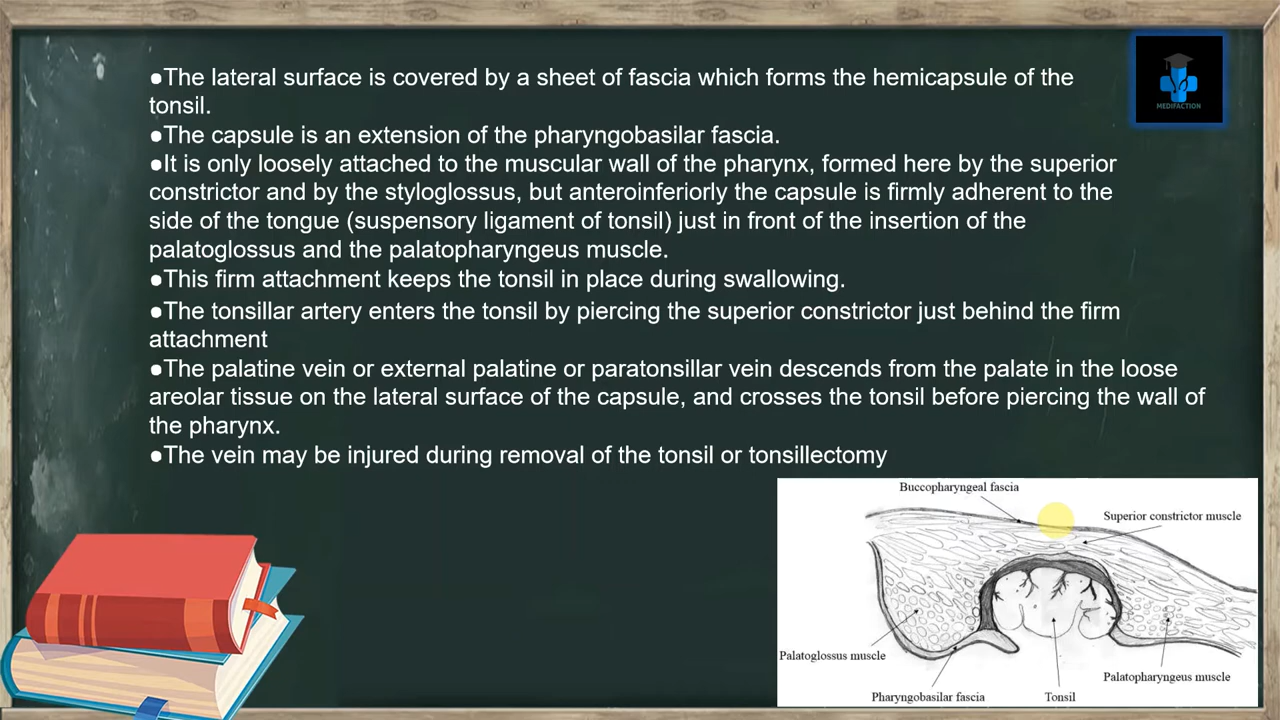 ●The lateral surface is covered by a sheet of fascia which forms the hemicapsule of the
tonsil.
●The capsule is an extension of the pharyngobasilar fascia.
●It is only loosely attached to the muscular wall of the pharynx, formed here by the superior
constrictor and by the styloglossus, but anteroinferiorly the capsule is firmly adherent to the
side of the tongue (suspensory ligament of tonsil) just in front of the insertion of the
palatoglossus and the palatopharyngeus muscle.
●This firm attachment keeps the tonsil in place during swallowing.
●The tonsillar artery enters the tonsil by piercing the superior constrictor just behind the firm
attachment
●The palatine vein or external palatine or paratonsillar vein descends from the palate in the loose
areolar tissue on the lateral surface of the capsule, and crosses the tonsil before piercing the wall of
the pharynx.
●The vein may be injured during removal of the tonsil or tonsillectomy
MEDIFACTION
Buccopharyngeal fascia
Superior constrictor muscle
Palatoglossus muscle
Palatopharyngeus muscle
Pharyngobasilar fascia
Tonsil